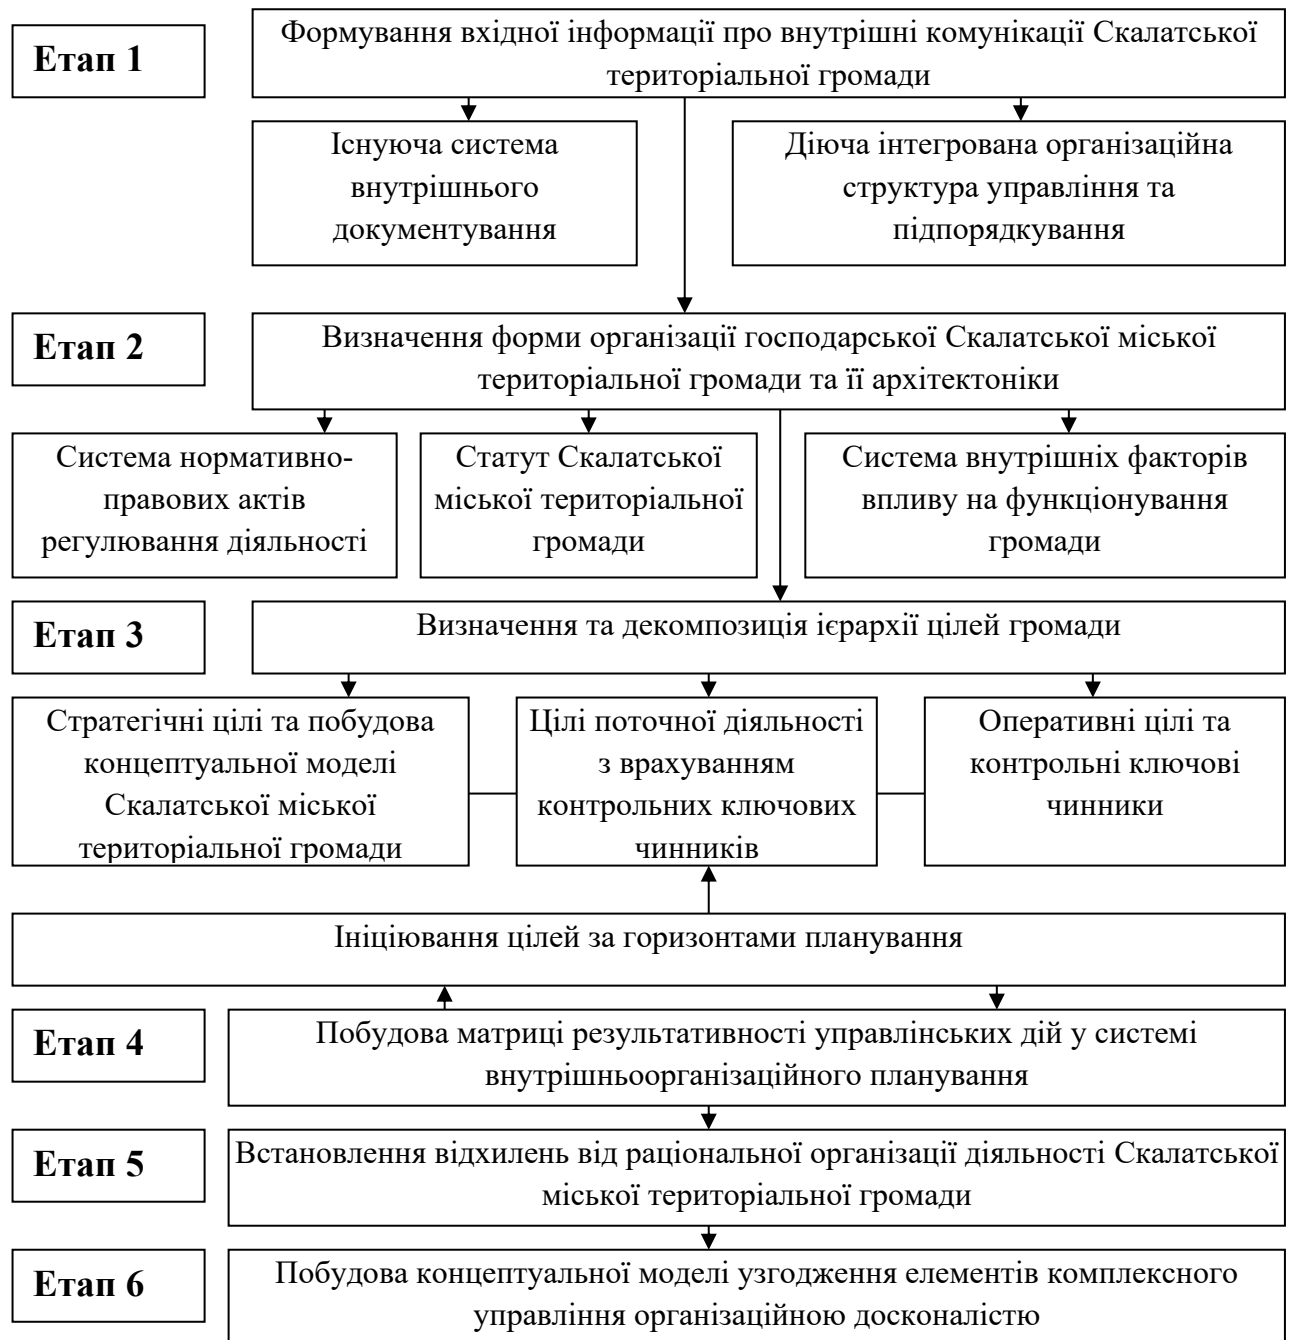 Етап 1
Формування вхідної інформації про внутрішні комунікації Скалатської
територіальної громади
Існуюча система
внутрішнього
документування
Діюча інтегрована організаційна
структура управління та
підпорядкування
Етап 2
Визначення форми організації господарської Скалатської міської
територіальної громади та її архітектоніки
Система нормативно-
правових актів
регулювання діяльності
Статут Скалатської
міської територіальної
громади
Система внутрішніх факторів
впливу на функціонування
громади
Етап 3
Визначення та декомпозиція ієрархії цілей громади
Стратегічні цілі та побудова
концептуальної моделі
Скалатської міської
територіальної громади
Цілі поточної діяльності
з врахуванням
контрольних ключових
чинників
Оперативні цілі та
контрольні ключові
чинники
Ініціювання цілей за горизонтами планування
Етап 4
Побудова матриці результативності управлінських дій у системі
внутрішньоорганізаційного планування
Етап 5
Встановлення відхилень від раціональної організації діяльності Скалатської
міської територіальної громади
Етап 6
Побудова концептуальної моделі узгодження елементів комплексного
управління організаційною досконалістю